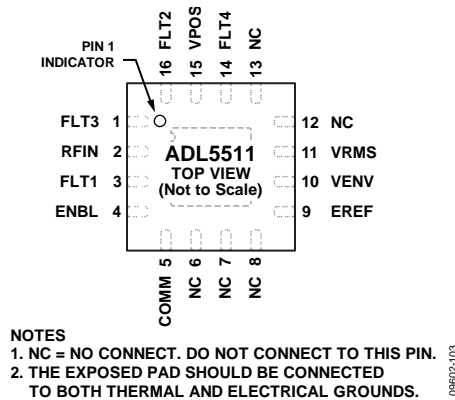 16 FLT2
15 VPOS
14 FLT4
13 NC
PIN 1
INDICATOR
FLT3 1
RFIN 2
FLT1 3
ENBL 4
ADL5511
TOP VIEW
(Not to Scale)
12 NC
11 VRMS
10 VENV
9 EREF
COMM 5
NC 6
NC 7
NC 8
NOTES
1. NC = NO CONNECT. DO NOT CONNECT TO THIS PIN.
2. THE EXPOSED PAD SHOULD BE CONNECTED
TO BOTH THERMAL AND ELECTRICAL GROUNDS.
09602-103